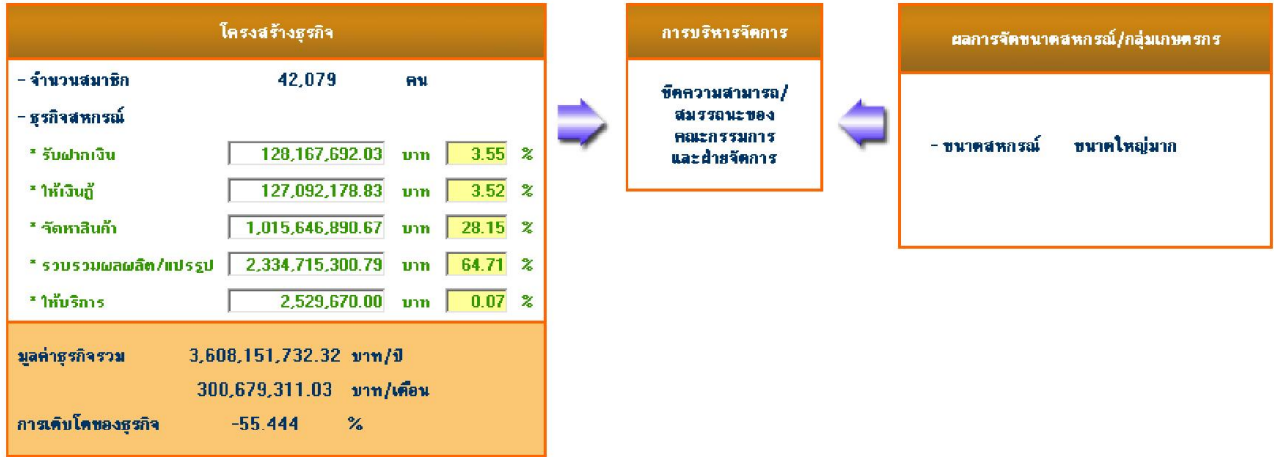 โครงสร้างธุรกิจ
- จำนวนสมาชิก 42,079 คน
- ธุรกิจสหกรณ์
* รับฝากเงิน 128,167,692.03 บาท 3.55 %
* ให้เงินกู้ 127,092,178.83 บาท 3.52 %
* จัดหาสินค้า 1,015,646,890.67 บาท 28.15 %
* รวบรวมผลผลิต/แปรรูป 2,334,715,300.79 บาท 64.71 %
* ให้บริการ 2,529,670.00 บาท 0.07 %
มูลค่าธุรกิจรวม 3,608,151,732.32 บาท/ปี
300,679,311.03 บาท/เดือน
การเติบโตของธุรกิจ -55.444 %
การบริหารจัดการ
ขีดความสามารถ/
สมรรถนะของ
คณะกรรมการ
และฝ่ายจัดการ
ผลการจัดขนาดสหกรณ์/กลุ่มเกษตรกร
- ขนาดสหกรณ์ ขนาดใหญ่มาก